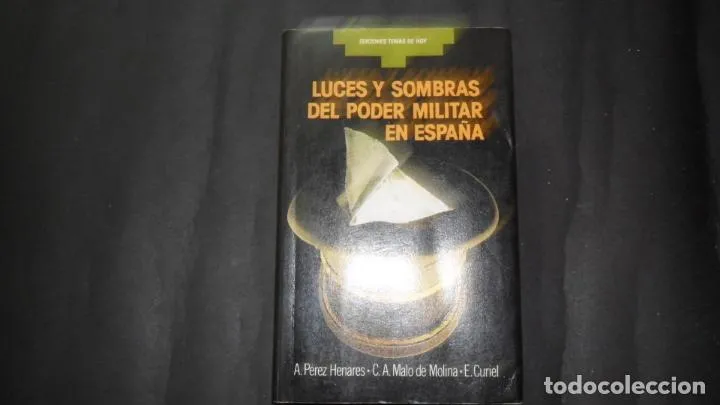 EDICIONES TEMAS DE HOY
LUCES Y SOMBRAS
DEL PODER MILITAR
EN ESPAÑA
A. Pérez Henares • C. A. Malo de Molina • E. Curiel
todocoleccion